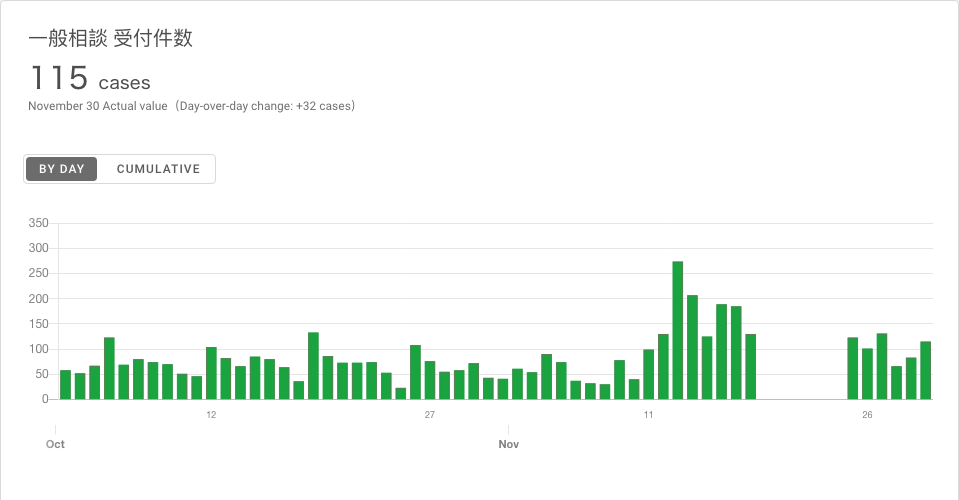 一般相談 受付件数
115 cases
November 30 Actual value（Day-over-day change: +32 cases）
BY DAY CUMULATIVE
350
300
250
200
150
100
50
0
12 27 11 26
Oct Nov